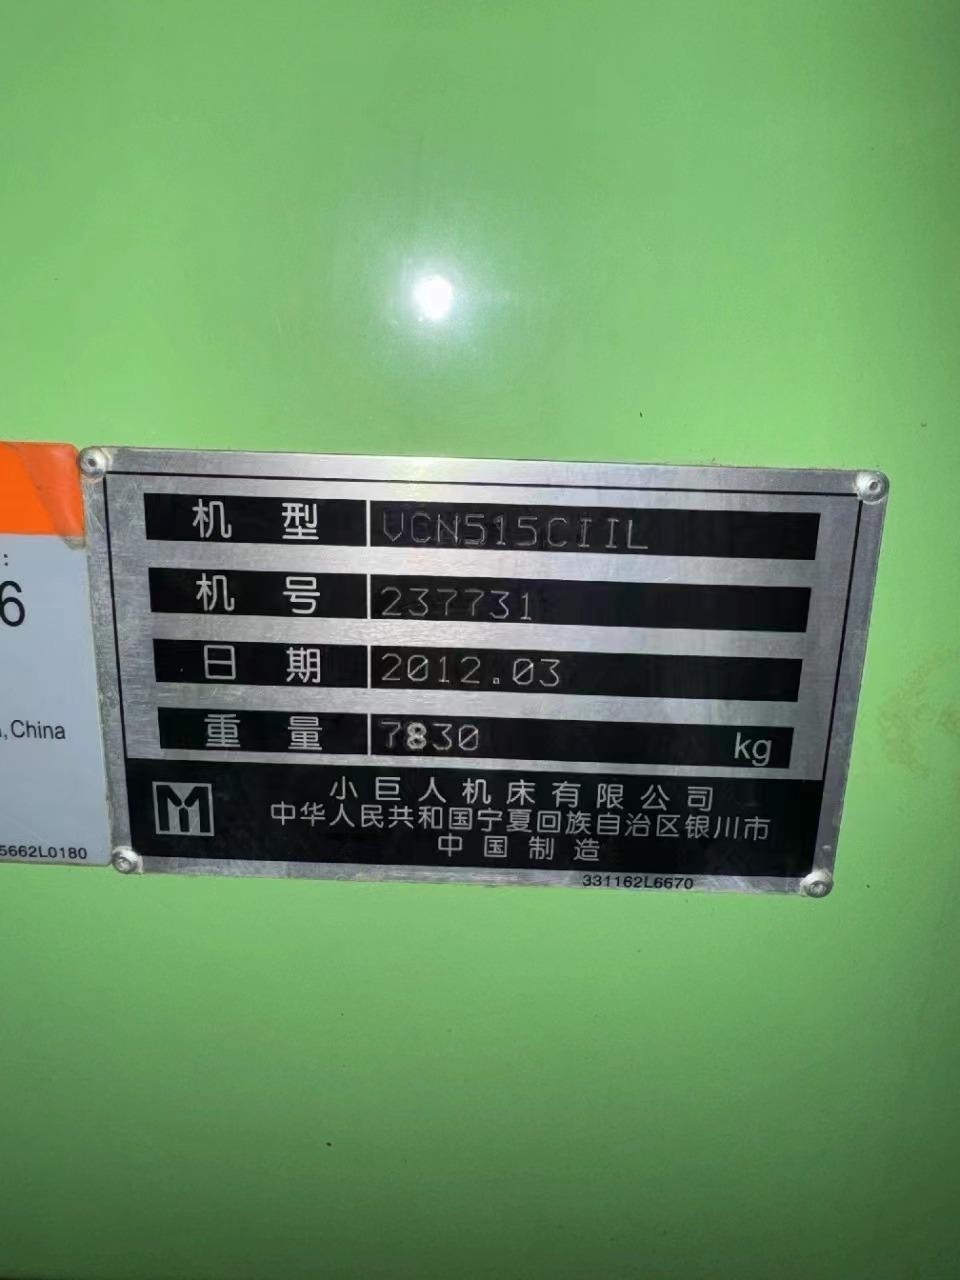 机 型 VCN515CIIL
机 号 237731
日 期 2012.03
重 量 7830 kg
小巨人机床有限公司
中华人民共和国宁夏回族自治区银川市
中国制造
331162L6670
:
6
, China
5662L0180